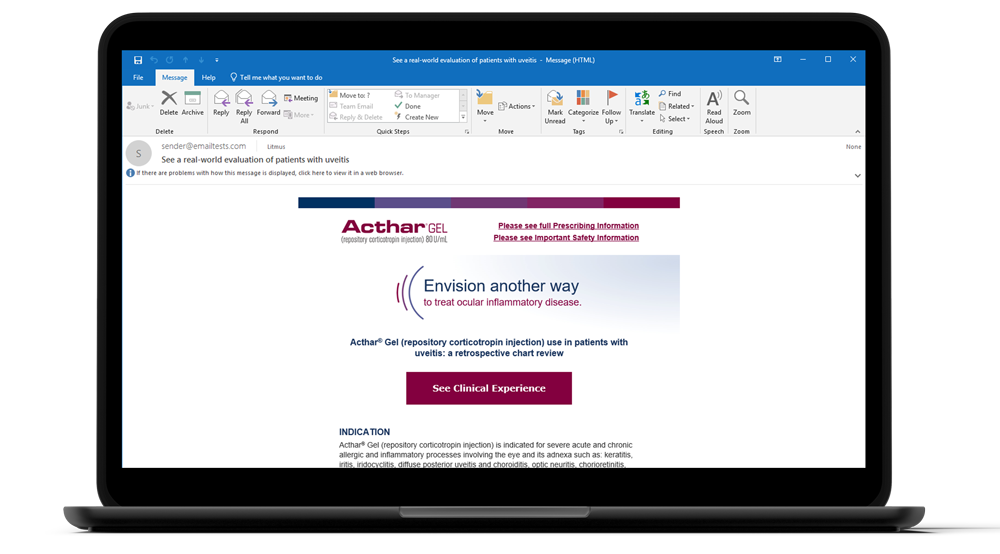 See a real-world evaluation of patients with uveitis - Message (HTML)
File Message Help Tell me what you want to do
Junk Delete Archive
Reply Reply All Forward Meeting More
Move to: ? To Manager
Team Email Done
Reply & Delete Create New
Move Actions
Mark Unread Categorize Follow Up
Translate Find Related Select
Read Aloud Zoom
Delete Respond Quick Steps Move Tags Editing Speech Zoom
S
sender@emailtests.com Litmus None
See a real-world evaluation of patients with uveitis
If there are problems with how this message is displayed, click here to view it in a web browser.
Acthar® GEL
(repository corticotropin injection) 80 U/mL
Please see full Prescribing Information
Please see Important Safety Information
Envision another way
to treat ocular inflammatory disease.
Acthar® Gel (repository corticotropin injection) use in patients with
uveitis: a retrospective chart review
See Clinical Experience
INDICATION
Acthar® Gel (repository corticotropin injection) is indicated for severe acute and chronic
allergic and inflammatory processes involving the eye and its adnexa such as: keratitis,
iritis, iridocyclitis, diffuse posterior uveitis and choroiditis, optic neuritis, chorioretinitis,